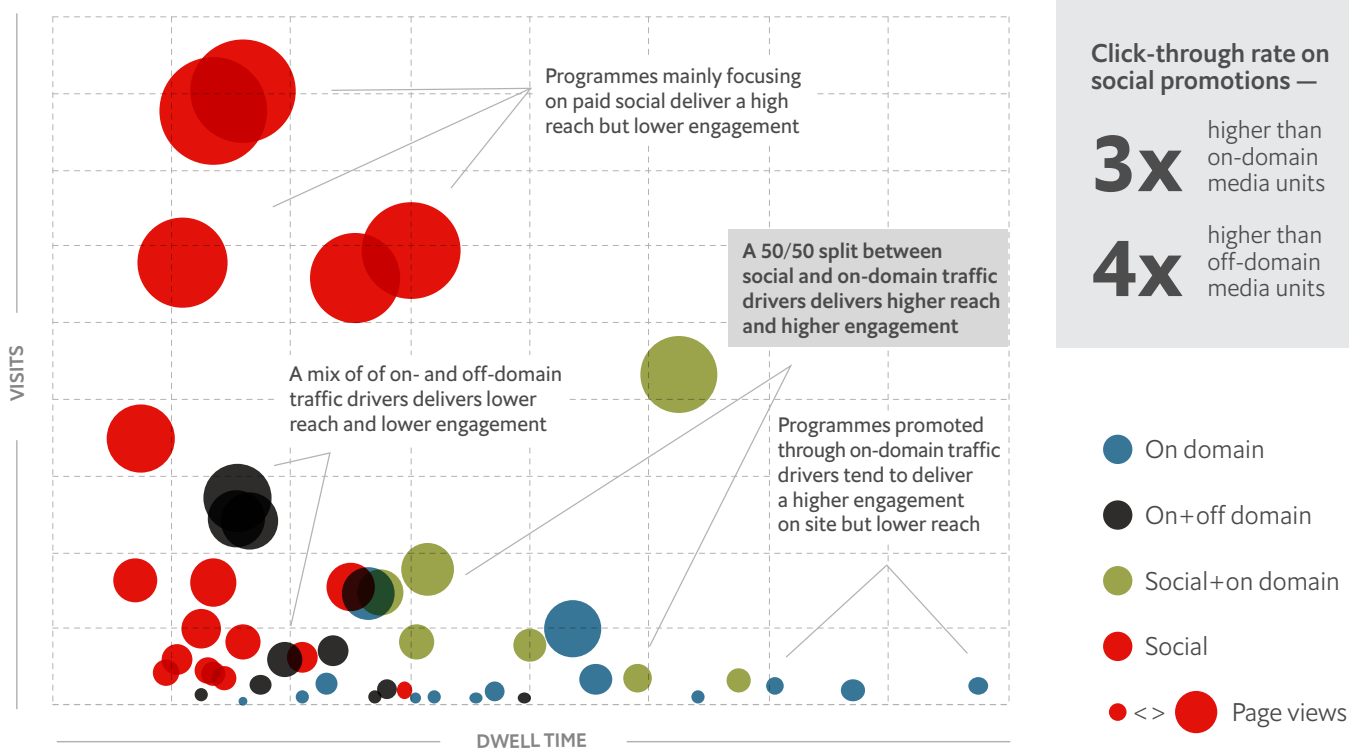 Programmes mainly focusing
on paid social deliver a high
reach but lower engagement
A 50/50 split between
social and on-domain traffic
drivers delivers higher reach
and higher engagement
A mix of of on- and off-domain
traffic drivers delivers lower
reach and lower engagement
Programmes promoted
through on-domain traffic
drivers tend to deliver
a higher engagement
on site but lower reach
VISITS
DWELL TIME
Click-through rate on
social promotions —
3x
higher than
on-domain
media units
4x
higher than
off-domain
media units
On domain
On+off domain
Social+on domain
Social
< > Page views